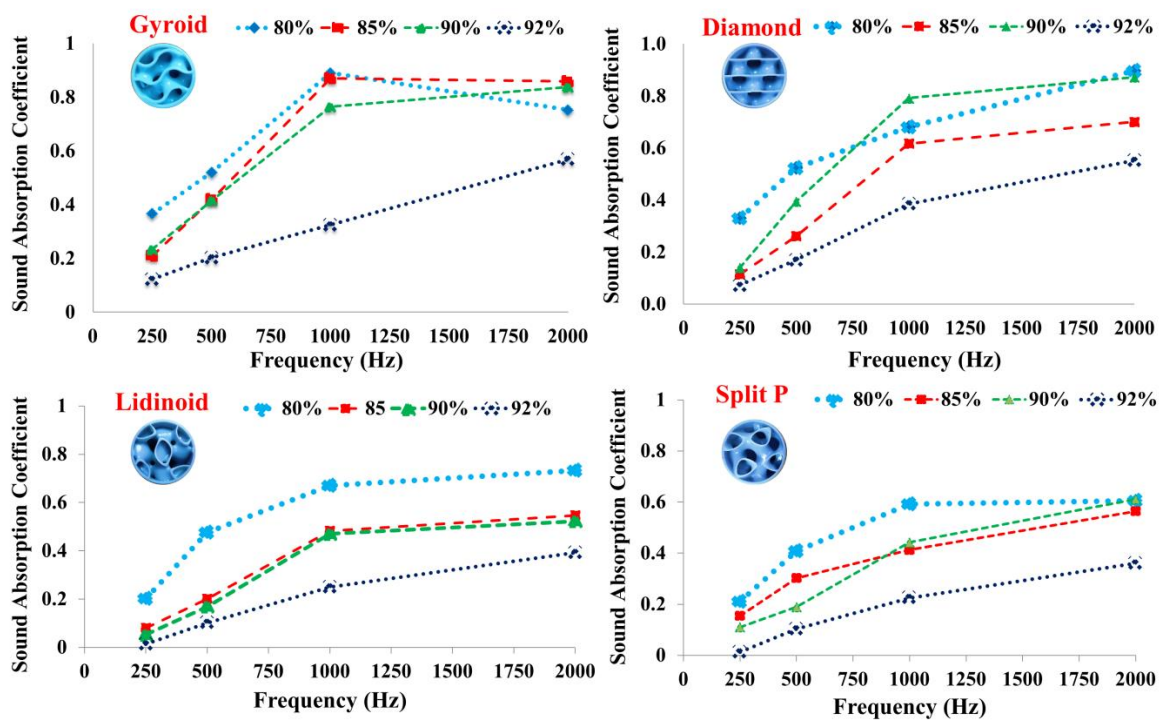 Gyroid 80% 85% 90% 92%
Sound Absorption Coefficient
1
0.8
0.6
0.4
0.2
0
0 250 500 750 1000 1250 1500 1750 2000
Frequency (Hz)
Diamond 80% 85% 90% 92%
Sound Absorption Coefficient
1.0
0.8
0.6
0.4
0.2
0.0
0 250 500 750 1000 1250 1500 1750 2000
Frequency (Hz)
Lidinoid 80% 85 90% 92%
Sound Absorption Coefficient
1
0.8
0.6
0.4
0.2
0
0 250 500 750 1000 1250 1500 1750 2000
Frequency (Hz)
Split P 80% 85% 90% 92%
Sound Absorption Coefficient
1
0.8
0.6
0.4
0.2
0
0 250 500 750 1000 1250 1500 1750 2000
Frequency (Hz)